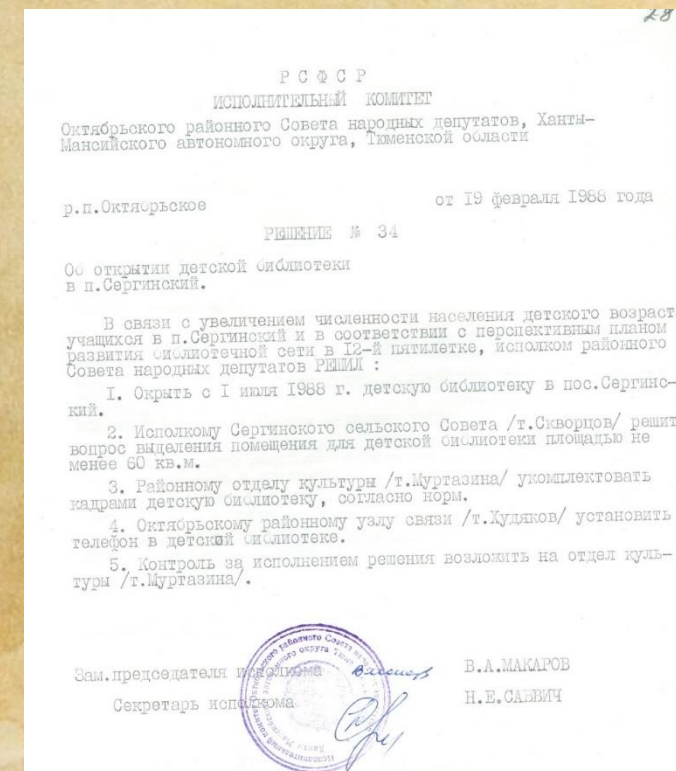 28
Р С Ф С Р
ИСПОЛНИТЕЛЬНЫЙ КОМИТЕТ
Октябрьского районного Совета народных депутатов, Ханты-
Мансийского автономного округа, Тюменской области
р.п.Октябрьское от 19 февраля 1988 года
РЕШЕНИЕ № 34
Об открытии детской библиотеки
в п.Сергинский.
В связи с увеличением численности населения детского возраст
учащихся в п.Сергинский и в соответствии с перспективным планом
развития библиотечной сети в 12-й пятилетке, исполком районного
Совета народных депутатов РЕШИЛ :
I. Окрыть с I июля 1988 г. детскую библиотеку в пос.Сергинс-
кий.
2. Исполкому Сергинского сельского Совета /т.Скворцов/ решит
вопрос выделения помещения для детской библиотеки площадью не
менее 60 кв.м.
3. Районному отделу культуры /т.Муртазина/ укомплектовать
кадрами детскую библиотеку, согласно норм.
4. Октябрьскому районному узлу связи /т.Худяков/ установить
телефон в детской библиотеке.
5. Контроль за исполнением решения возложить на отдел куль-
туры /т.Муртазина/.
Зам.председателя исполкома В.А.МАКАРОВ
Секретарь исполкома Н.Е.САВВИЧ